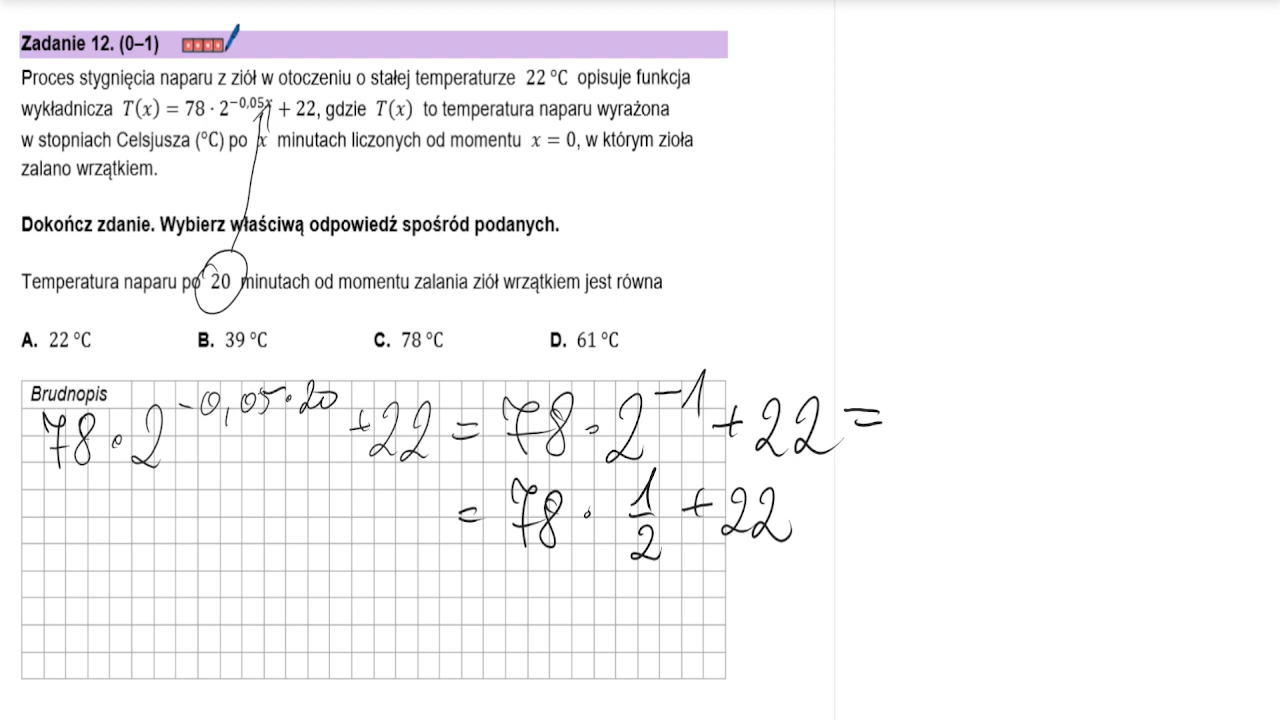 Zadanie 12. (0–1)
Proces stygnięcia naparu z ziół w otoczeniu o stałej temperaturze 22 °C opisuje funkcja
wykładnicza T(x) = 78 · 2^{−0,05x} + 22, gdzie T(x) to temperatura naparu wyrażona
w stopniach Celsjusza (°C) po x minutach liczonych od momentu x = 0, w którym zioła
zalano wrzątkiem.
Dokończ zdanie. Wybierz właściwą odpowiedź spośród podanych.
Temperatura naparu po 20 minutach od momentu zalania ziół wrzątkiem jest równa
A. 22 °C B. 39 °C C. 78 °C D. 61 °C
Brudnopis
78 · 2^{-0,05·20} + 22 = 78 · 2^{-1} + 22 =
= 78 · 1/2 + 22